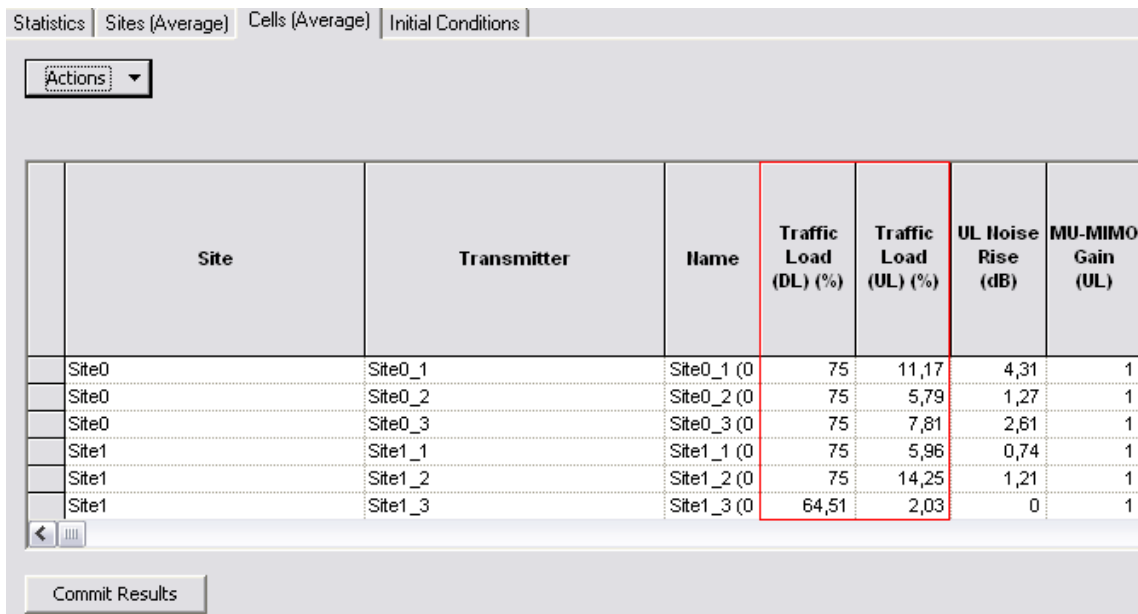 Statistics Sites (Average) Cells (Average) Initial Conditions
Actions
Site Transmitter Name Traffic Load (DL) (%) Traffic Load (UL) (%) UL Noise Rise (dB) MU-MIMO Gain (UL)
Site0 Site0_1 Site0_1 (0 75 11,17 4,31 1
Site0 Site0_2 Site0_2 (0 75 5,79 1,27 1
Site0 Site0_3 Site0_3 (0 75 7,81 2,61 1
Site1 Site1_1 Site1_1 (0 75 5,96 0,74 1
Site1 Site1_2 Site1_2 (0 75 14,25 1,21 1
Site1 Site1_3 Site1_3 (0 64,51 2,03 0 1
Commit Results